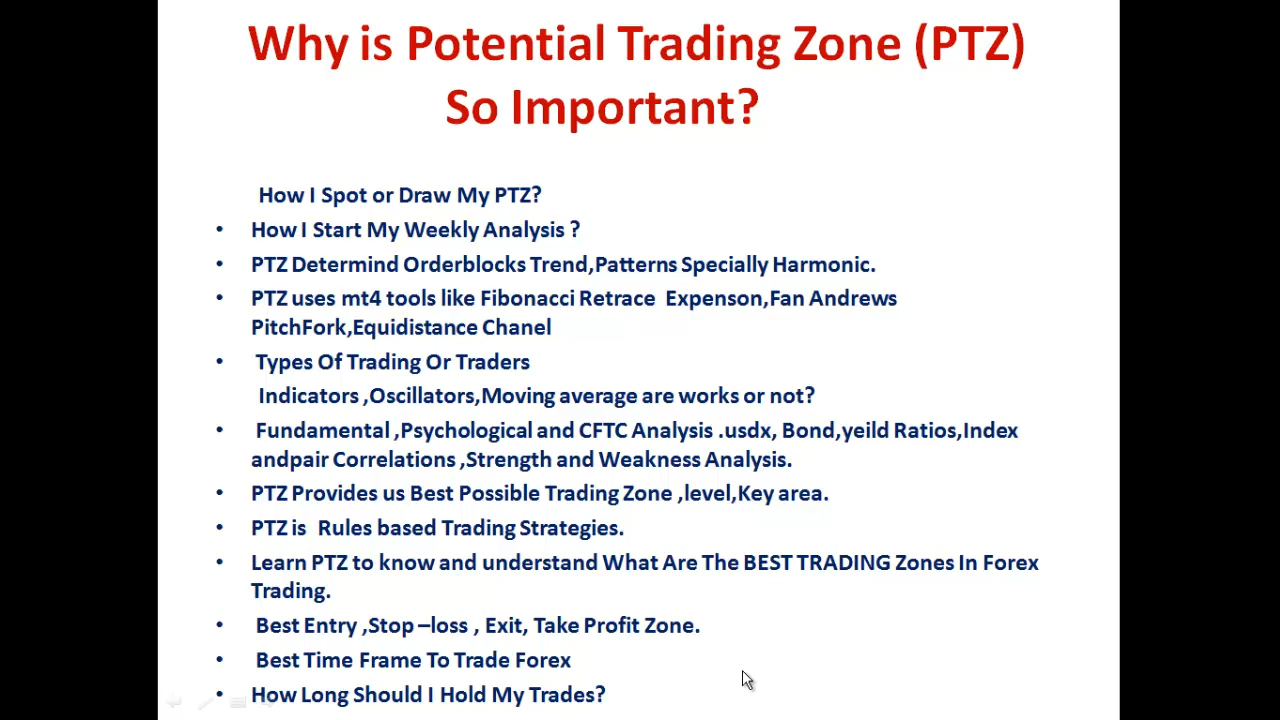 Why is Potential Trading Zone (PTZ)
So Important?
How I Spot or Draw My PTZ?
• How I Start My Weekly Analysis ?
• PTZ Determind Orderblocks Trend,Patterns Specially Harmonic.
• PTZ uses mt4 tools like Fibonacci Retrace Expenson,Fan Andrews
PitchFork,Equidistance Chanel
• Types Of Trading Or Traders
Indicators ,Oscillators,Moving average are works or not?
• Fundamental ,Psychological and CFTC Analysis .usdx, Bond,yeild Ratios,Index
andpair Correlations ,Strength and Weakness Analysis.
• PTZ Provides us Best Possible Trading Zone ,level,Key area.
• PTZ is Rules based Trading Strategies.
• Learn PTZ to know and understand What Are The BEST TRADING Zones In Forex
Trading.
• Best Entry ,Stop –loss , Exit, Take Profit Zone.
• Best Time Frame To Trade Forex
• How Long Should I Hold My Trades?